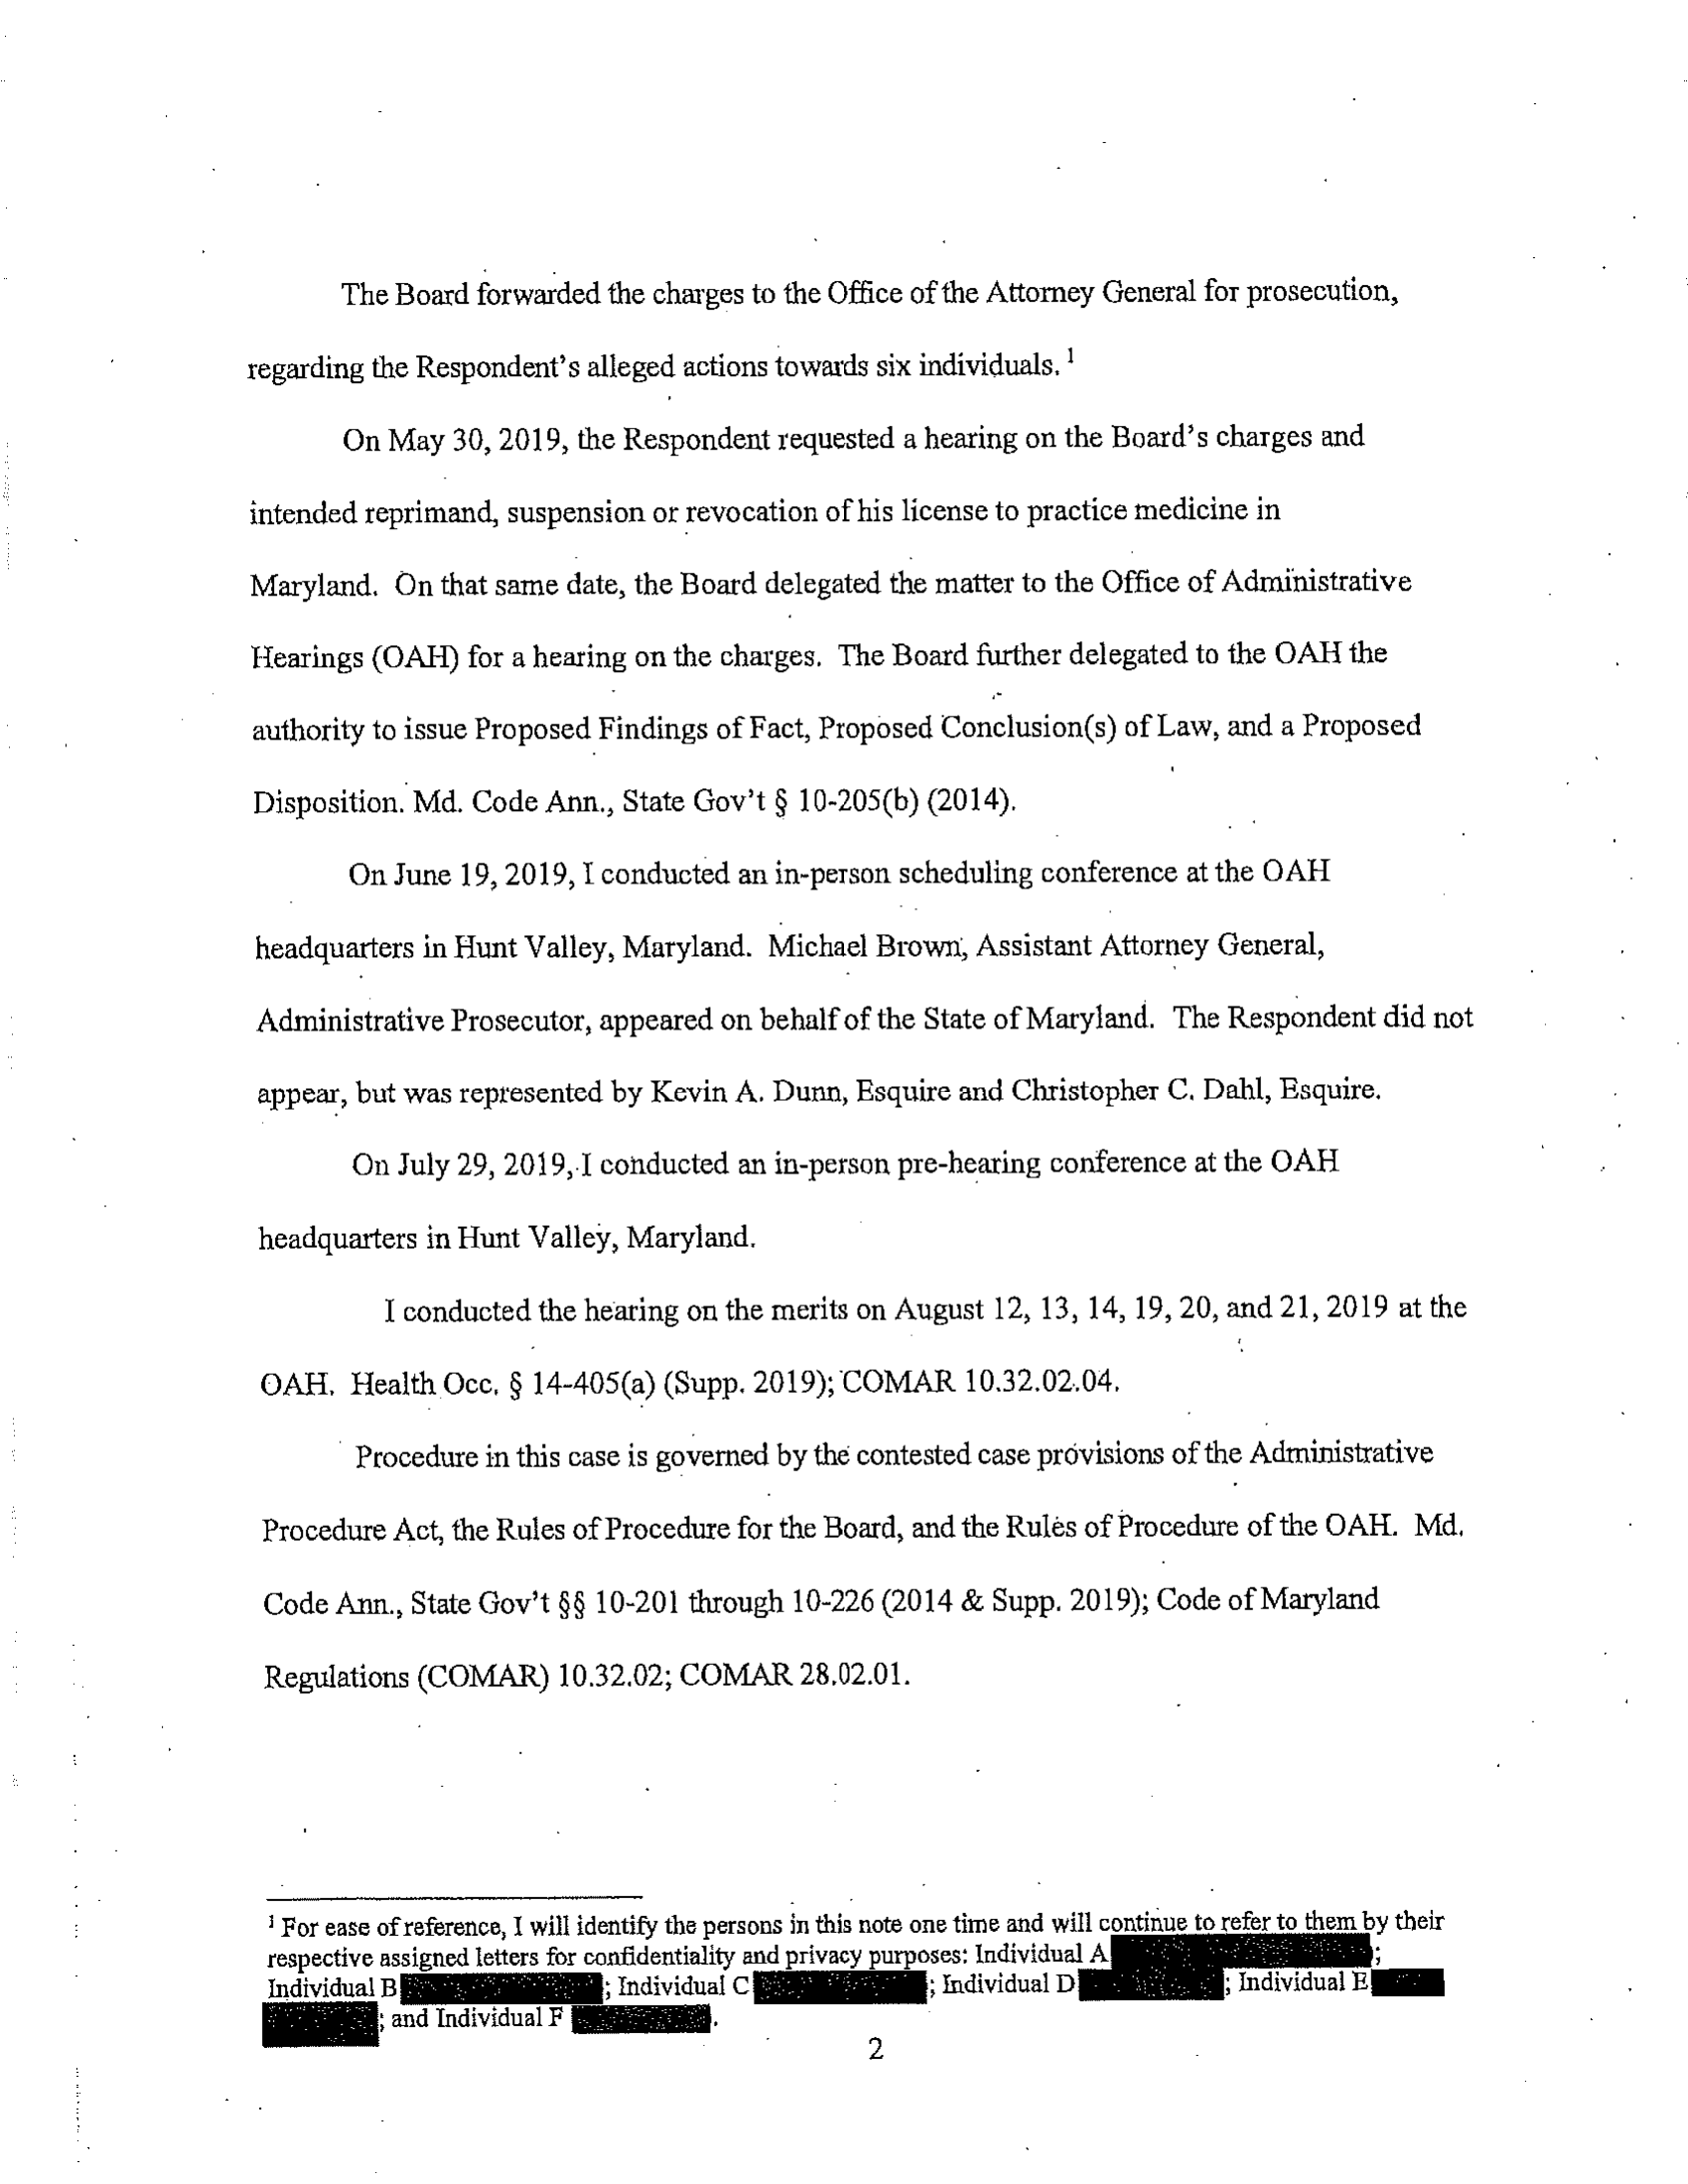 The Board forwarded the charges to the Office of the Attorney General for prosecution,
regarding the Respondent's alleged actions towards six individuals. 1
On May 30, 2019, the Respondent requested a hearing on the Board's charges and
intended reprimand, suspension or revocation of his license to practice medicine in
Maryland. On that same date, the Board delegated the matter to the Office of Administrative
Hearings (OAH) for a hearing on the charges. The Board further delegated to the OAH the
authority to issue Proposed Findings of Fact, Proposed Conclusion(s) of Law, and a Proposed
Disposition. Md. Code Ann., State Gov't § 10-205(b) (2014).
On June 19, 2019, I conducted an in-person scheduling conference at the OAH
headquarters in Hunt Valley, Maryland. Michael Brown, Assistant Attorney General,
Administrative Prosecutor, appeared on behalf of the State of Maryland. The Respondent did not
appear, but was represented by Kevin A. Dunn, Esquire and Christopher C. Dahl, Esquire.
On July 29, 2019, I conducted an in-person pre-hearing conference at the OAH
headquarters in Hunt Valley, Maryland.
I conducted the hearing on the merits on August 12, 13, 14, 19, 20, and 21, 2019 at the
OAH. Health Occ. § 14-405(a) (Supp. 2019); COMAR 10.32.02.04.
Procedure in this case is governed by the contested case provisions of the Administrative
Procedure Act, the Rules of Procedure for the Board, and the Rules of Procedure of the OAH. Md.
Code Ann., State Gov't §§ 10-201 through 10-226 (2014 & Supp. 2019); Code of Maryland
Regulations (COMAR) 10.32.02; COMAR 28.02.01.
1 For ease of reference, I will identify the persons in this note one time and will continue to refer to them by their
respective assigned letters for confidentiality and privacy purposes: Individual A ;
Individual B ; Individual C ; Individual D ; Individual E
; and Individual F .
2